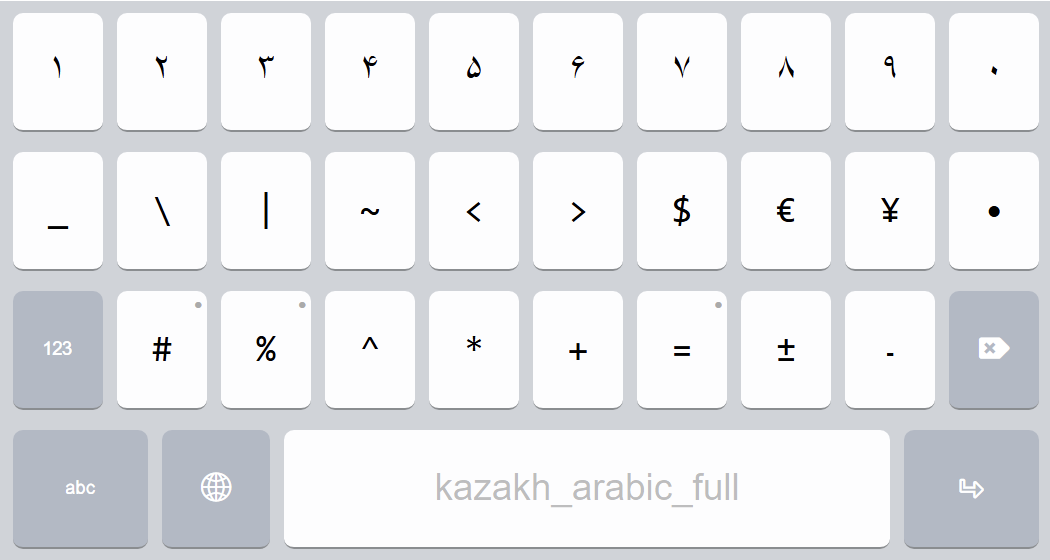 ۱ ۲ ۳ ۴ ۵ ۶ ۷ ۸ ۹ ۰
_ \ | ~ < > $ € ¥ •
123 # % ^ * + = ± -
abc kazakh_arabic_full